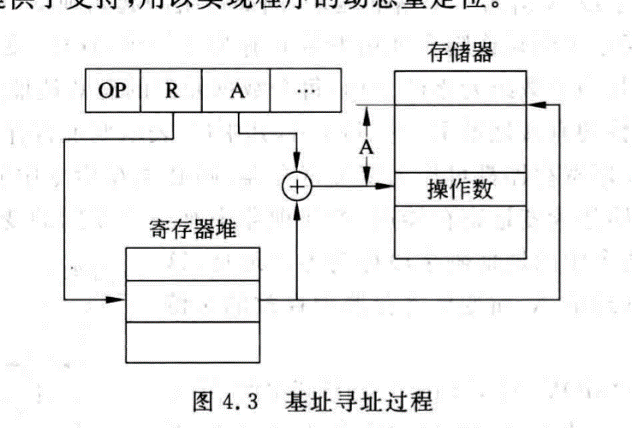 提供了支持,用以实现程序的动态重定位。
存储器
OP R A …
A
+
操作数
寄存器堆
图 4.3 基址寻址过程